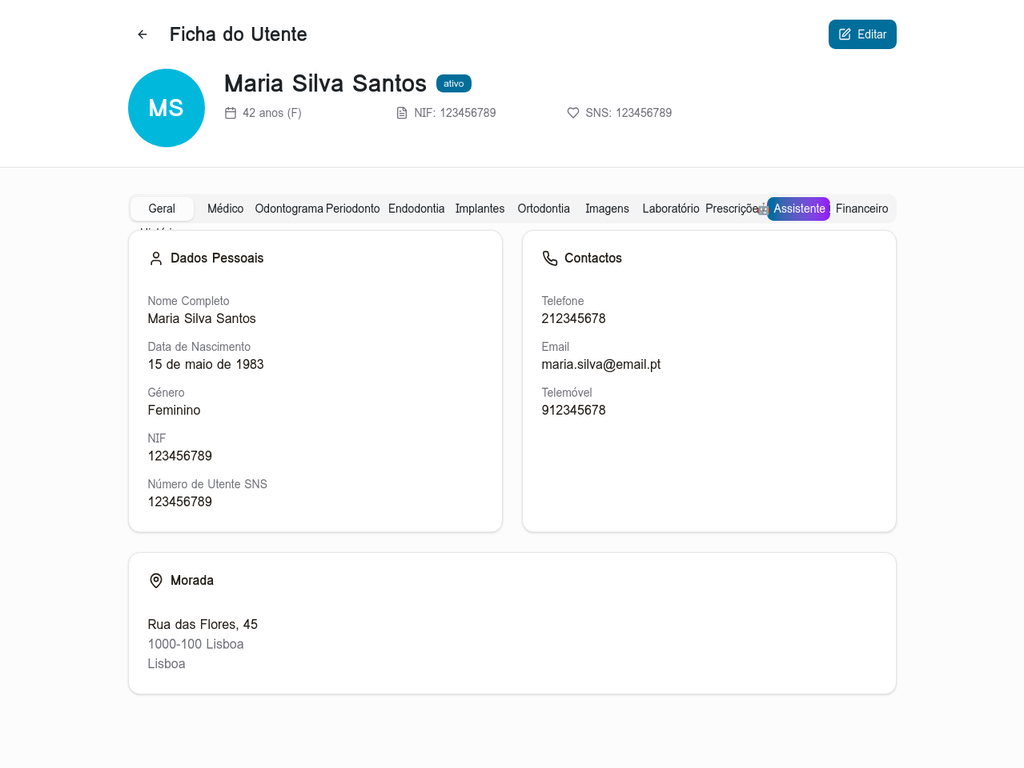 Ficha do Utente
Editar
MS
Maria Silva Santos
ativo
42 anos (F)
NIF: 123456789
SNS: 123456789
Geral
Médico
Odontograma
Periodonto
Endodontia
Implantes
Ortodontia
Imagens
Laboratório
Prescriçõe
Assistente
Financeiro
Dados Pessoais
Nome Completo
Maria Silva Santos
Data de Nascimento
15 de maio de 1983
Género
Feminino
NIF
123456789
Número de Utente SNS
123456789
Contactos
Telefone
212345678
Email
maria.silva@email.pt
Telemóvel
912345678
Morada
Rua das Flores, 45
1000-100 Lisboa
Lisboa